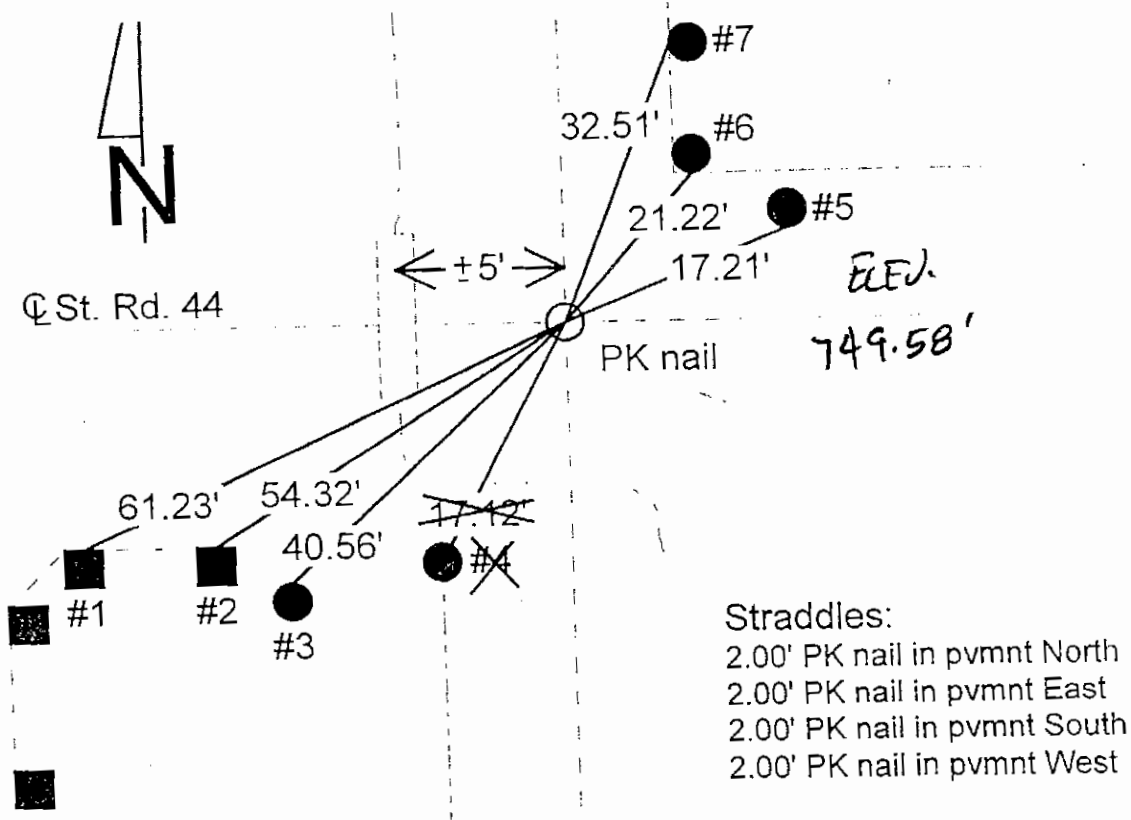 #7
32.51'
#6
N
21.22'
#5
±5'
17.21'
ELEV.
℄ St. Rd. 44
PK nail
749.58'
61.23'
54.32'
17.12'
40.56'
#4
#1
#2
#3
Straddles:
2.00' PK nail in pvmnt North
2.00' PK nail in pvmnt East
2.00' PK nail in pvmnt South
2.00' PK nail in pvmnt West